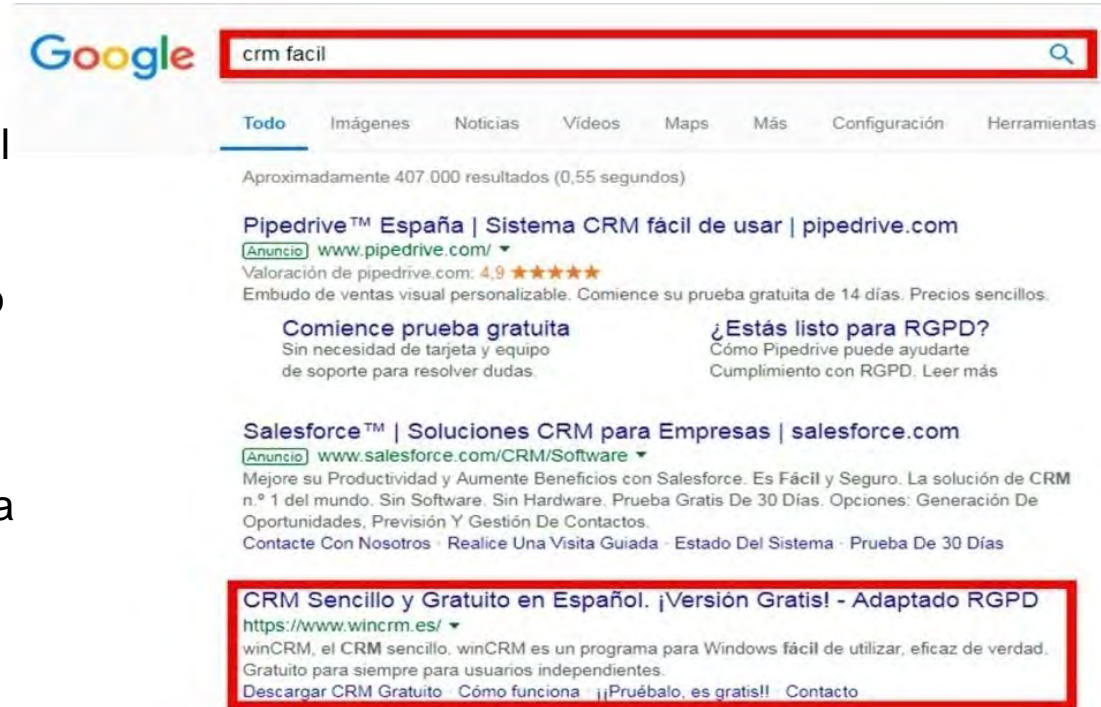 Google
crm facil
Todo Imágenes Noticias Vídeos Maps Más Configuración Herramientas
l
Aproximadamente 407.000 resultados (0,55 segundos)
Pipedrive™ España | Sistema CRM fácil de usar | pipedrive.com
Anuncio www.pipedrive.com/
Valoración de pipedrive.com: 4,9 ★★★★★
Embudo de ventas visual personalizable. Comience su prueba gratuita de 14 días. Precios sencillos.
o
Comience prueba gratuita
Sin necesidad de tarjeta y equipo
de soporte para resolver dudas.
¿Estás listo para RGPD?
Cómo Pipedrive puede ayudarte
Cumplimiento con RGPD. Leer más
Salesforce™ | Soluciones CRM para Empresas | salesforce.com
Anuncio www.salesforce.com/CRM/Software
Mejore su Productividad y Aumente Beneficios con Salesforce. Es Fácil y Seguro. La solución de CRM
n.º 1 del mundo. Sin Software. Sin Hardware. Prueba Gratis De 30 Días. Opciones: Generación De
a
Oportunidades, Previsión Y Gestión De Contactos.
Contacte Con Nosotros · Realice Una Visita Guiada · Estado Del Sistema · Prueba De 30 Días
CRM Sencillo y Gratuito en Español. ¡Versión Gratis! - Adaptado RGPD
https://www.wincrm.es/
winCRM, el CRM sencillo. winCRM es un programa para Windows fácil de utilizar, eficaz de verdad.
Gratuito para siempre para usuarios independientes.
Descargar CRM Gratuito · Cómo funciona · ¡¡Pruébalo, es gratis!! · Contacto